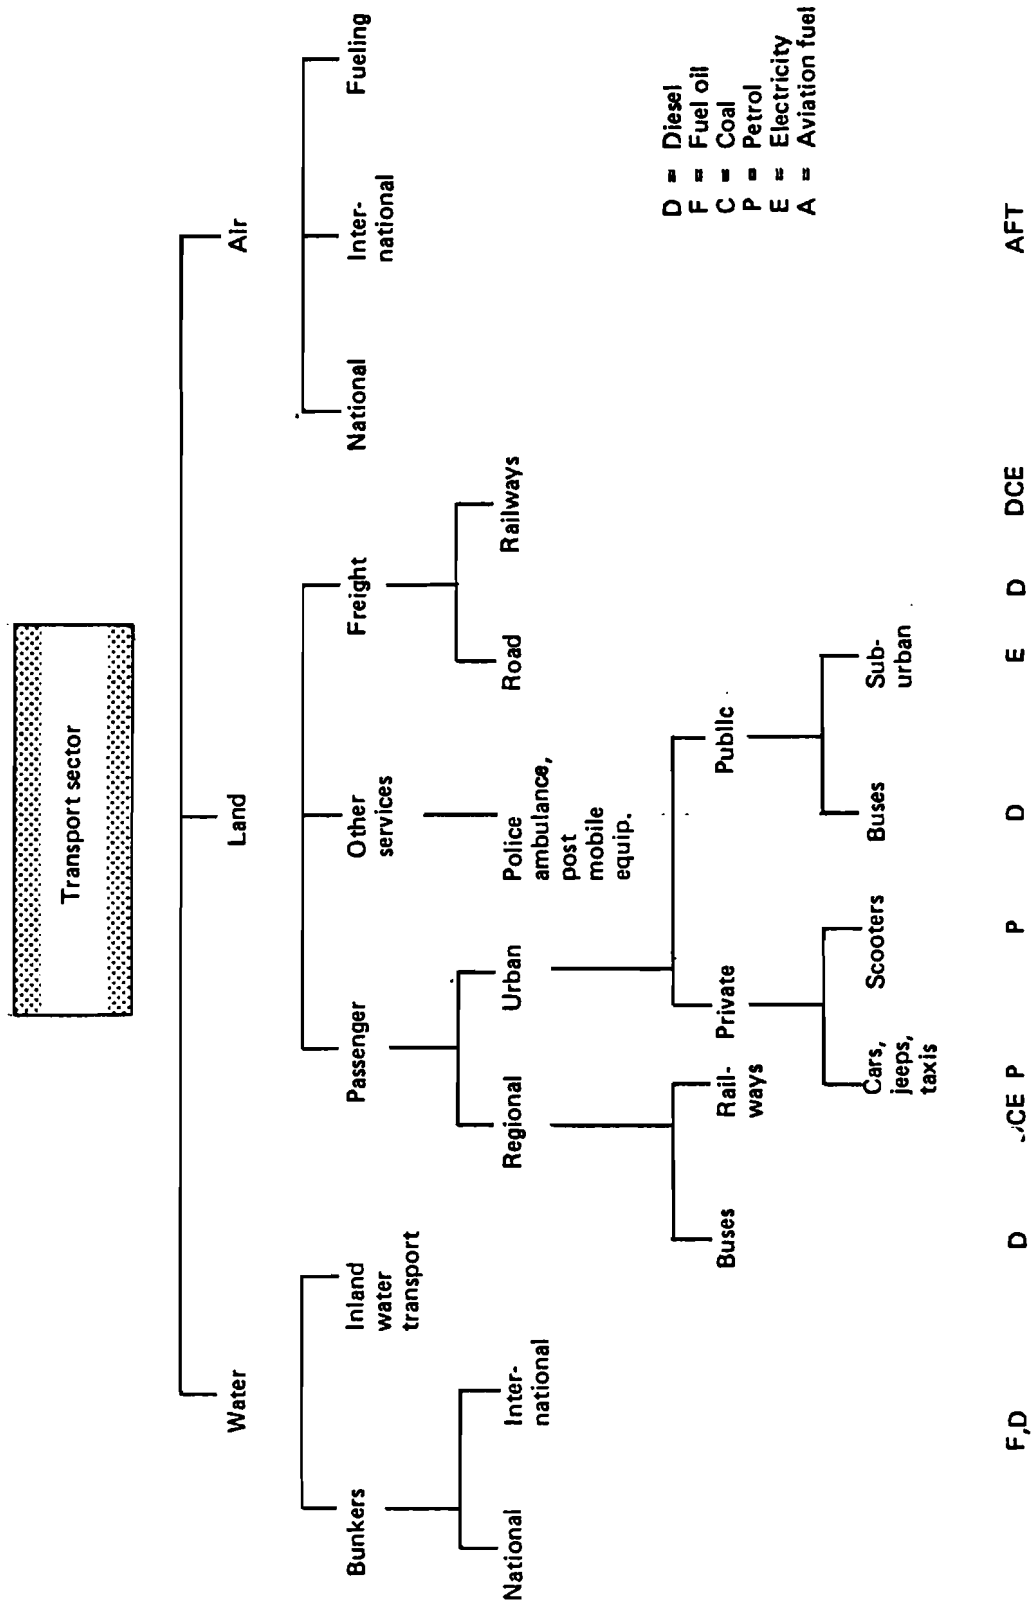 Transport sector
Water
Land
Air
Bunkers
Inland
water
transport
Passenger
Other
services
Freight
National
Inter-
national
Fueling
National
Inter-
national
Regional
Urban
Police
ambulance,
post
mobile
equip.
Road
Railways
Buses
Rail-
ways
Private
Public
Cars,
jeeps,
taxis
Scooters
Buses
Sub-
urban
D = Diesel
F = Fuel oil
C = Coal
P = Petrol
E = Electricity
A = Aviation fuel
F,D D CE P P D E D DCE AFT